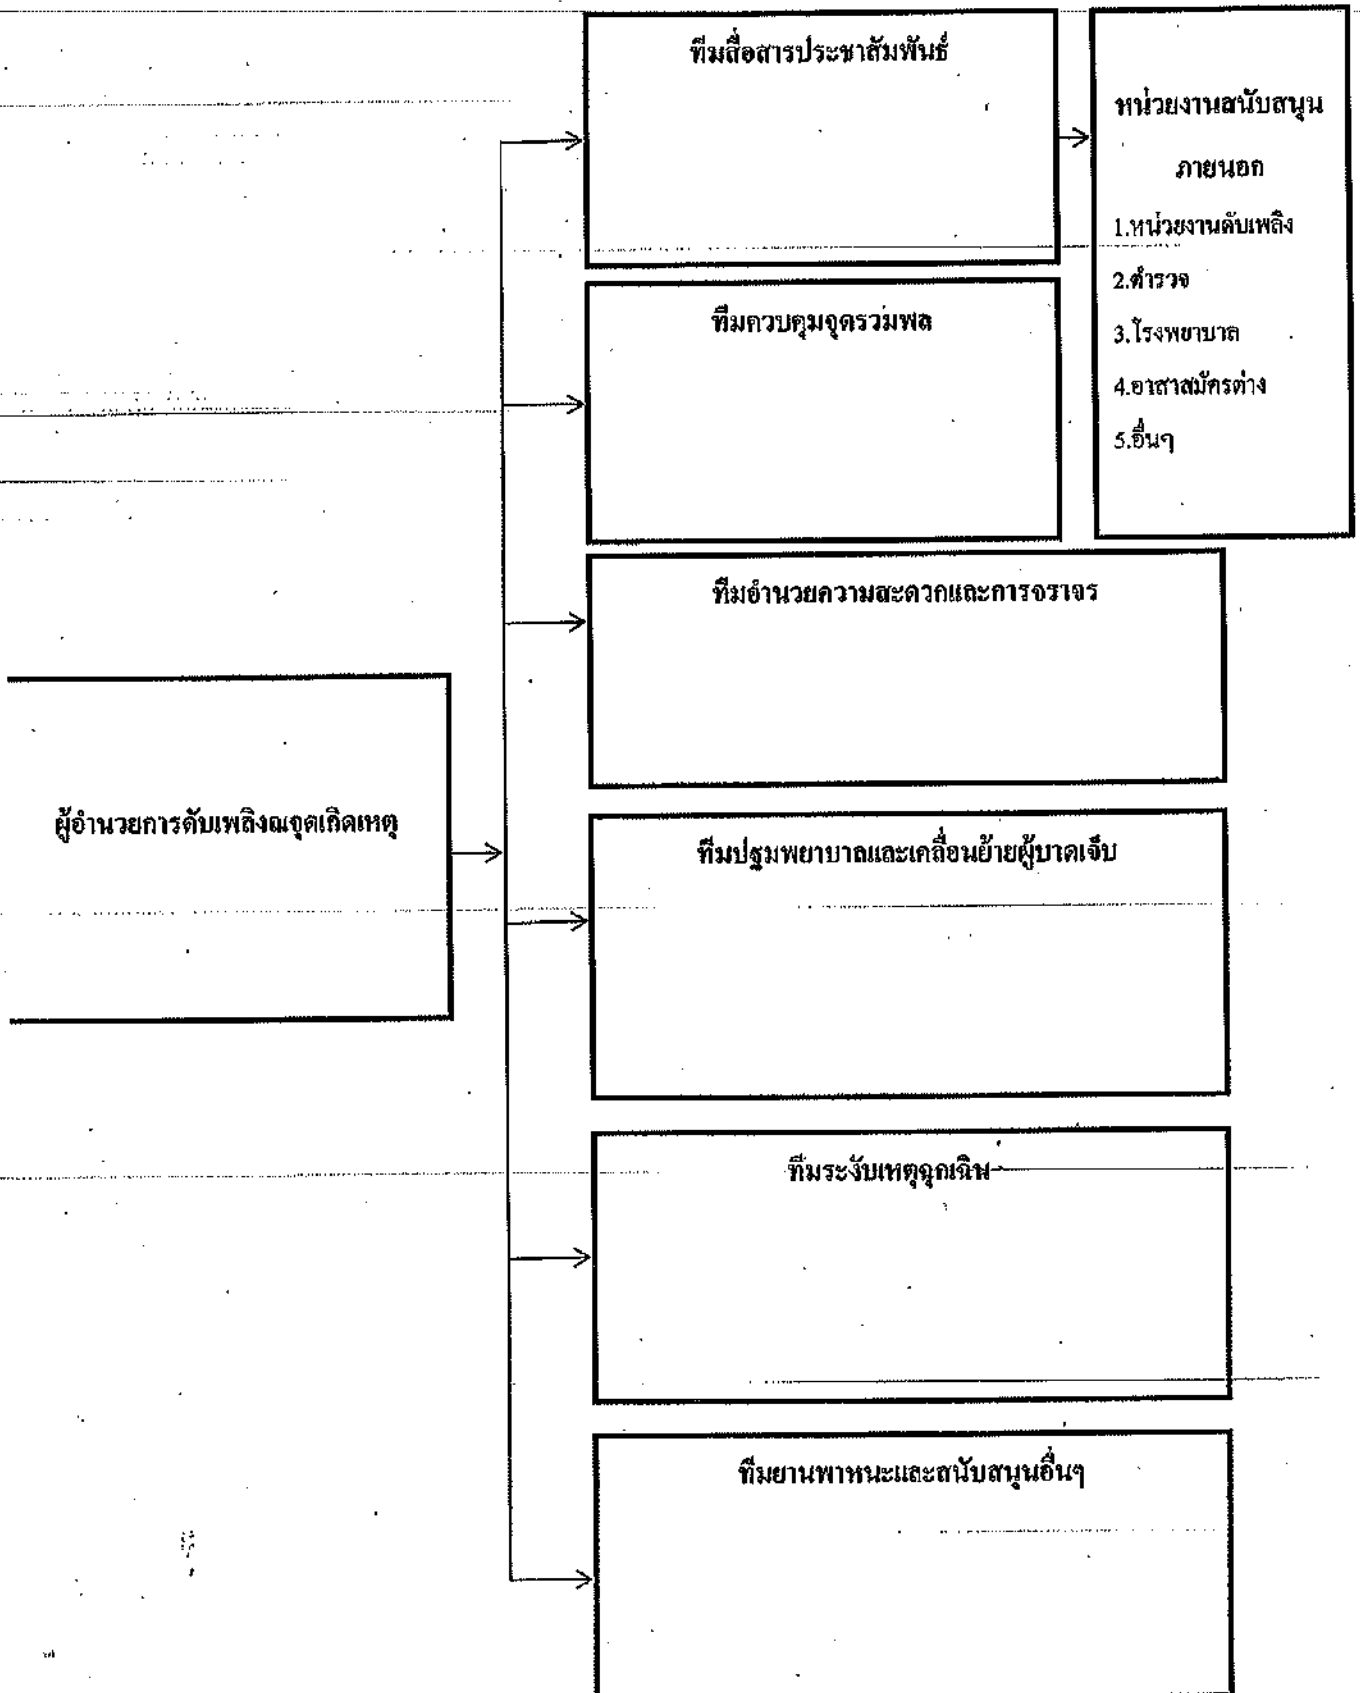 ทีมสื่อสารประชาสัมพันธ์
หน่วยงานสนับสนุน
ภายนอก
1.หน่วยงานดับเพลิง
2.ตำรวจ
3.โรงพยาบาล
4.อาสาสมัครต่าง
5.อื่นๆ
ทีมควบคุมจุดรวมพล
ทีมอำนวยความสะดวกและการจราจร
ผู้อำนวยการดับเพลิงณจุดเกิดเหตุ
ทีมปฐมพยาบาลและเคลื่อนย้ายผู้บาดเจ็บ
ทีมระงับเหตุฉุกเฉิน
ทีมยานพาหนะและสนับสนุนอื่นๆ